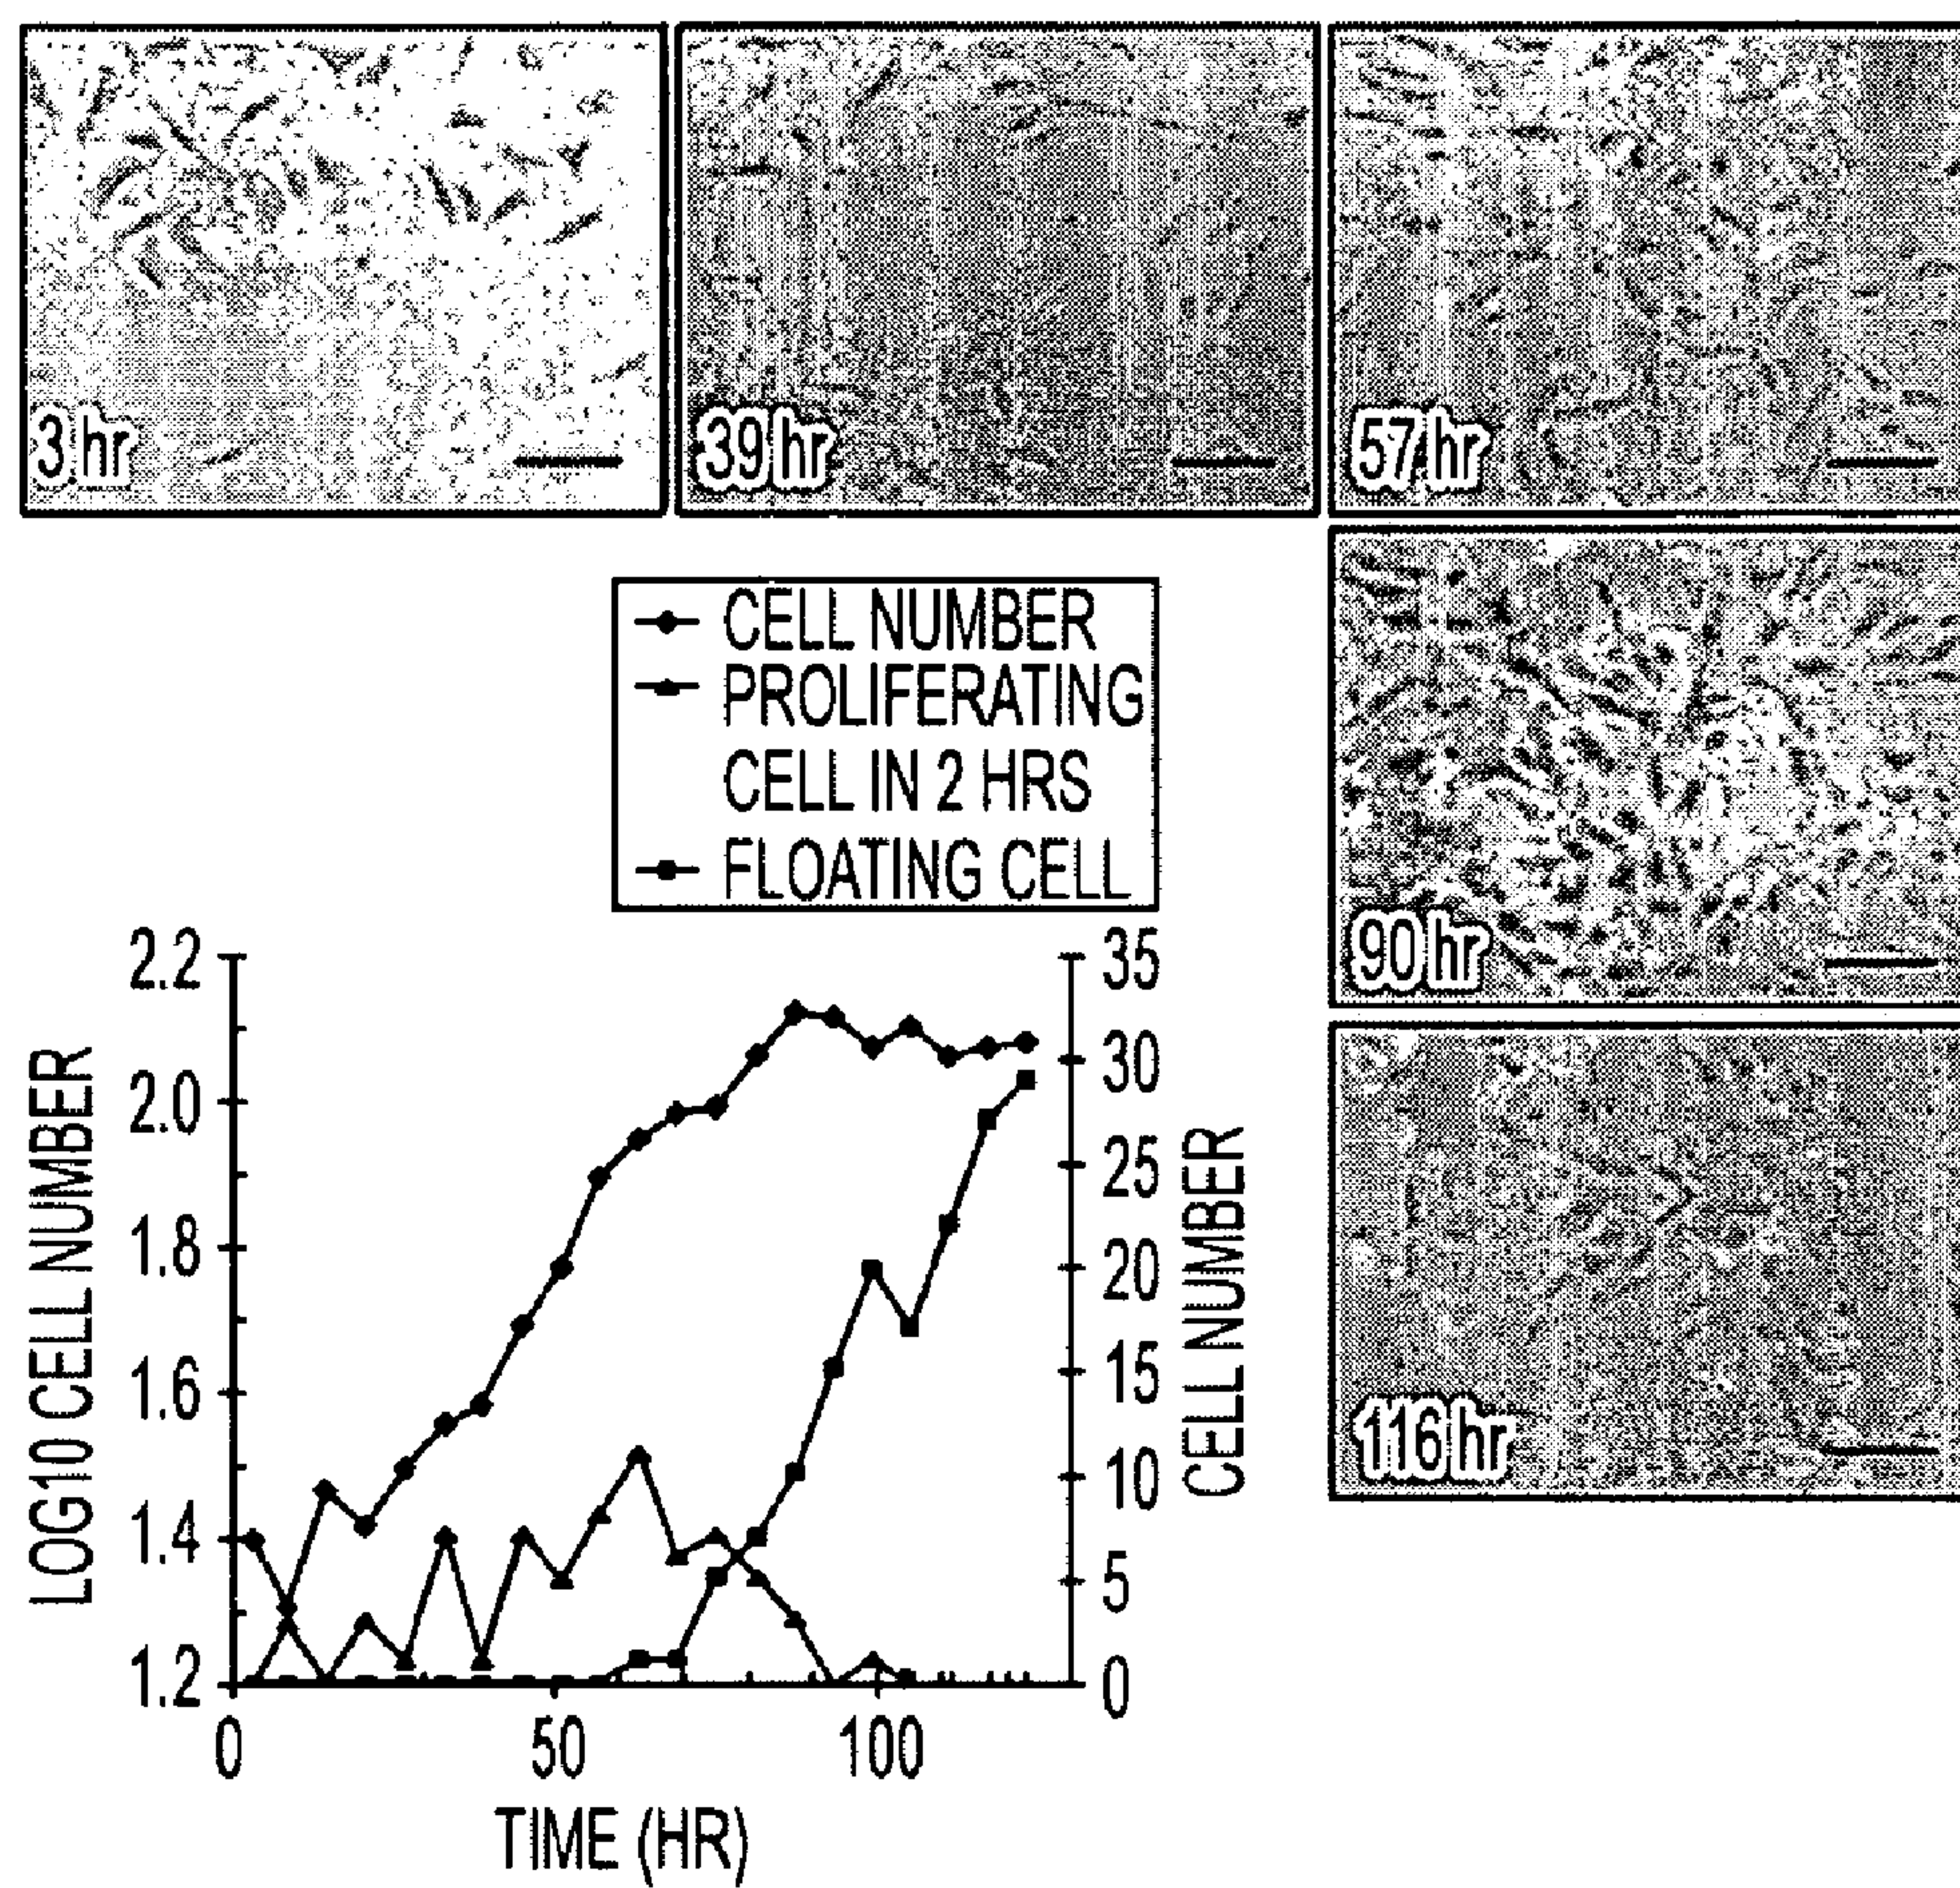 3 hr
39 hr
57 hr
CELL NUMBER
PROLIFERATING
CELL IN 2 HRS
FLOATING CELL
90 hr
116 hr
LOG10 CELL NUMBER
2.2
2.0
1.8
1.6
1.4
1.2
35
30
25
20
15
10
5
0
CELL NUMBER
0
50
100
TIME (HR)